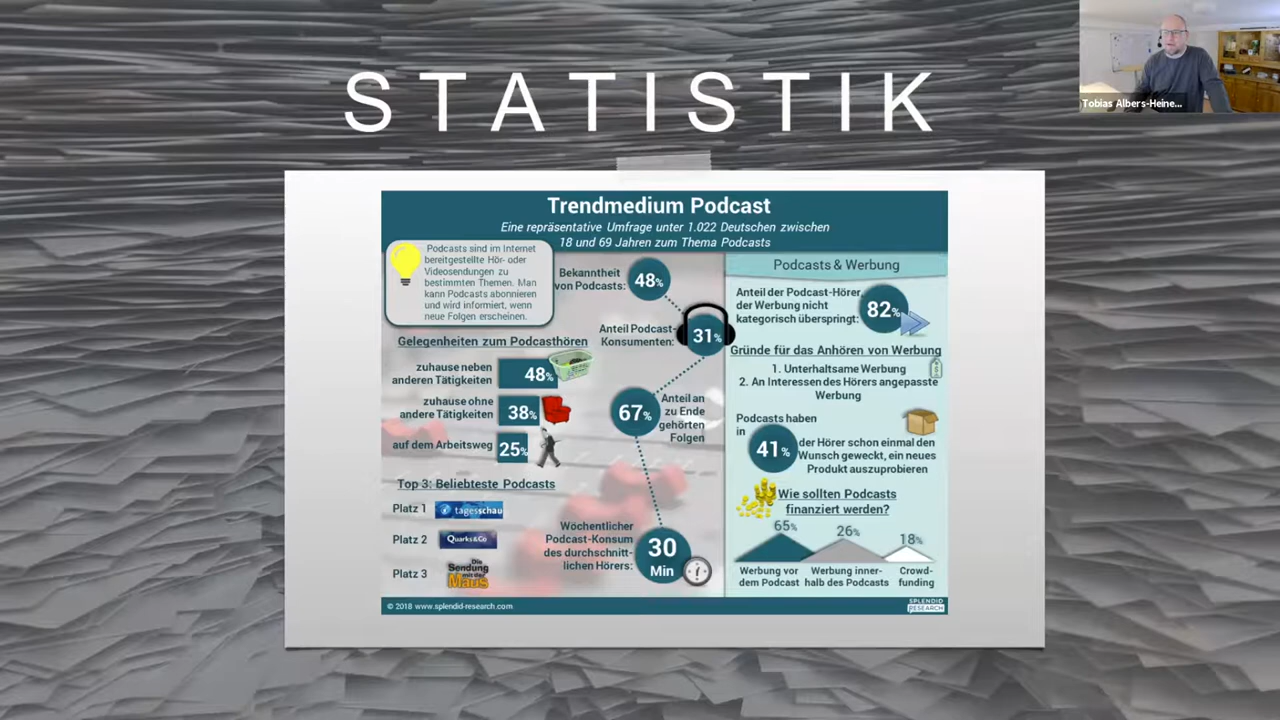 STATISTIK
Tobias Albers-Heine...
Trendmedium Podcast
Eine repräsentative Umfrage unter 1.022 Deutschen zwischen
18 und 69 Jahren zum Thema Podcasts
Podcasts sind im Internet
bereitgestellte Hör- oder
Videosendungen zu
bestimmten Themen. Man
kann Podcasts abonnieren
und wird informiert, wenn
neue Folgen erscheinen.
Gelegenheiten zum Podcasthören
zuhause neben
anderen Tätigkeiten
48%
zuhause ohne
andere Tätigkeiten
38%
auf dem Arbeitsweg
25%
Top 3: Beliebteste Podcasts
Platz 1
tagesschau
Platz 2
Quarks&Co
Platz 3
Die
Sendung
mit der
Maus
Bekanntheit
von Podcasts:
48%
Anteil Podcast-
Konsumenten:
31%
67%
Anteil an
zu Ende
gehörten
Folgen
Wöchentlicher
Podcast-Konsum
des durchschnitt-
lichen Hörers:
30
Min
Podcasts & Werbung
Anteil der Podcast-Hörer,
der Werbung nicht
kategorisch überspringt:
82%
Gründe für das Anhören von Werbung
1. Unterhaltsame Werbung
2. An Interessen des Hörers angepasste
Werbung
Podcasts haben
in
41%
der Hörer schon einmal den
Wunsch geweckt, ein neues
Produkt auszuprobieren
Wie sollten Podcasts
finanziert werden?
65%
26%
18%
Werbung vor
dem Podcast
Werbung inner-
halb des Podcasts
Crowd-
funding
© 2018 www.splendid-research.com
SPLENDID
RESEARCH